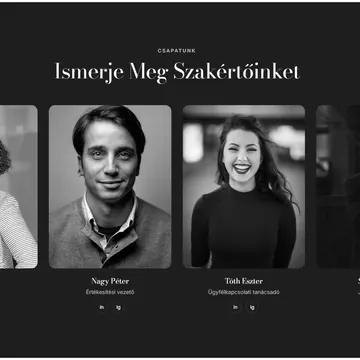 CSAPATUNK
Ismerje Meg Szakértőinket
Nagy Péter
Értékesítési vezető
in ig
Tóth Eszter
Ügyfélkapcsolati tanácsadó
in ig